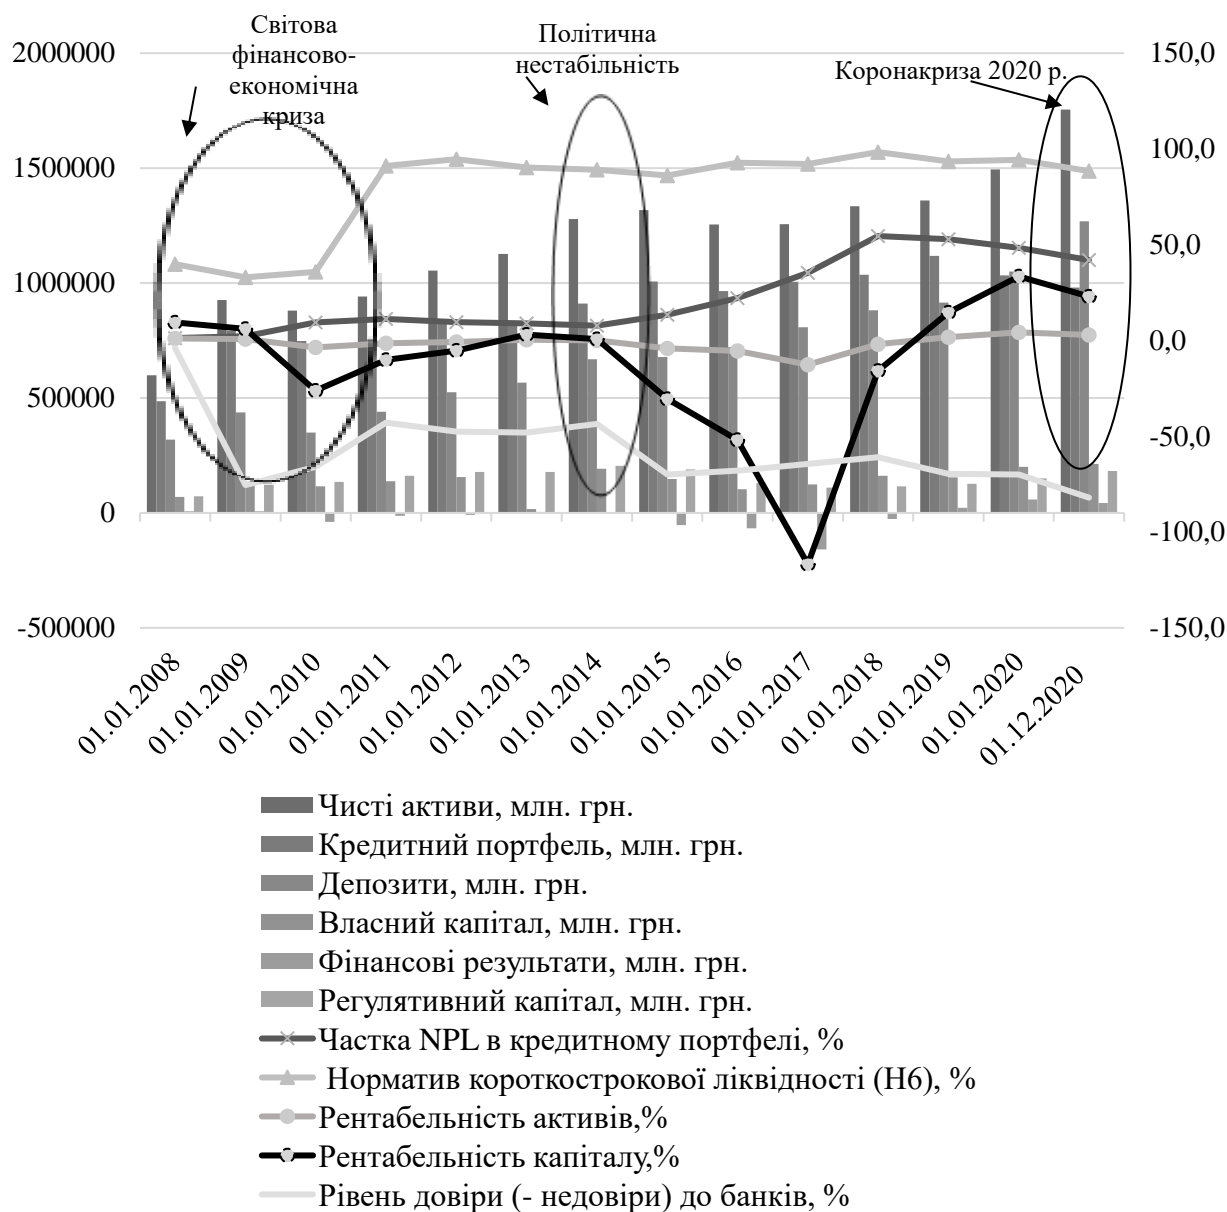 Світова
фінансово-
економічна
криза
Політична
нестабільність
Коронакриза 2020 р.
2000000
1500000
1000000
500000
0
-500000
150,0
100,0
50,0
0,0
-50,0
-100,0
-150,0
01.01.2008
01.01.2009
01.01.2010
01.01.2011
01.01.2012
01.01.2013
01.01.2014
01.01.2015
01.01.2016
01.01.2017
01.01.2018
01.01.2019
01.01.2020
01.12.2020
Чисті активи, млн. грн.
Кредитний портфель, млн. грн.
Депозити, млн. грн.
Власний капітал, млн. грн.
Фінансові результати, млн. грн.
Регулятивний капітал, млн. грн.
Частка NPL в кредитному портфелі, %
Норматив короткострокової ліквідності (Н6), %
Рентабельність активів,%
Рентабельність капіталу,%
Рівень довіри (- недовіри) до банків, %